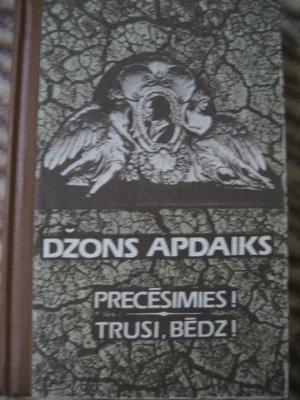 DŽONS APDAIKS
PRECĒSIMIES!
TRUSI, BĒDZ!